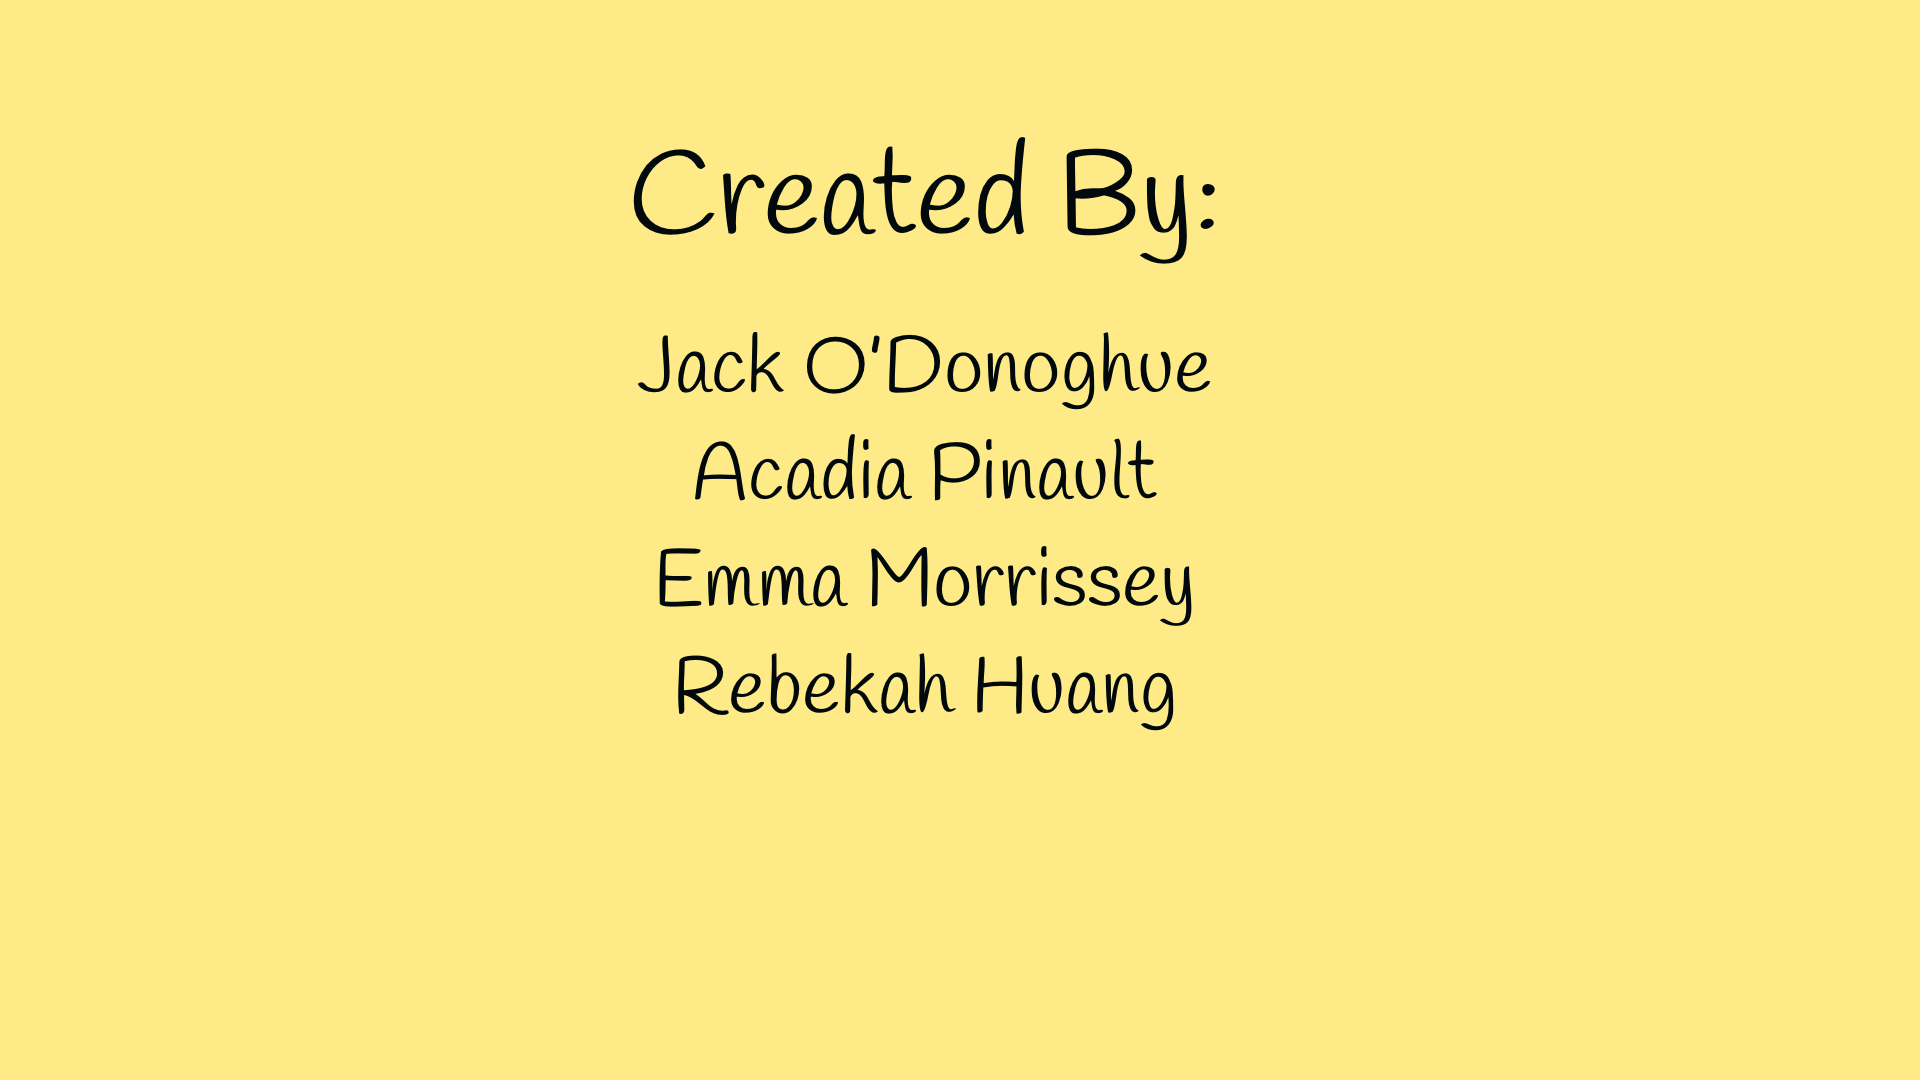 Created By:
Jack O'Donoghue
Acadia Pinault
Emma Morrissey
Rebekah Huang